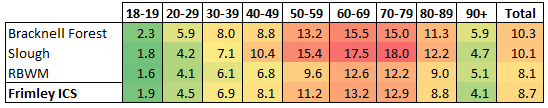 18-19 20-29 30-39 40-49 50-59 60-69 70-79 80-89 90+ Total
Bracknell Forest 2.3 5.9 8.0 8.8 13.2 15.5 15.0 11.3 5.9 10.3
Slough 1.8 4.2 7.1 10.4 15.4 17.5 18.0 12.2 4.7 10.1
RBWM 1.6 4.1 6.1 6.8 9.6 12.6 12.2 9.0 5.1 8.1
Frimley ICS 1.9 4.5 6.9 8.1 11.2 13.2 12.9 8.8 4.1 8.7